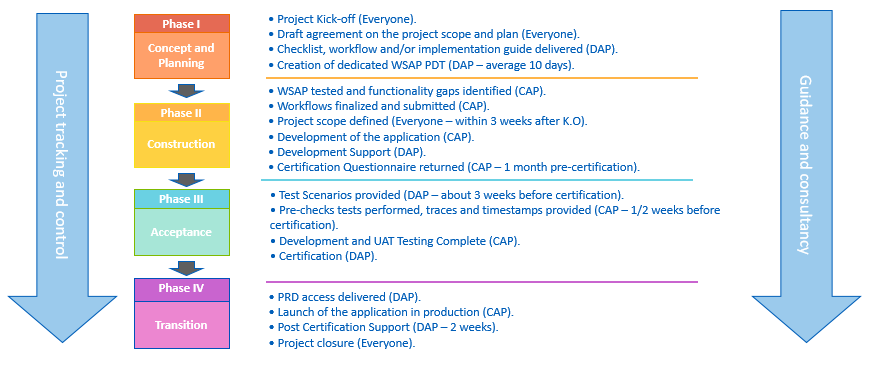 Project tracking and control
Phase I
Concept and
Planning
• Project Kick-off (Everyone).
• Draft agreement on the project scope and plan (Everyone).
• Checklist, workflow and/or implementation guide delivered (DAP).
• Creation of dedicated WSAP PDT (DAP – average 10 days).
Phase II
Construction
• WSAP tested and functionality gaps identified (CAP).
• Workflows finalized and submitted (CAP).
• Project scope defined (Everyone – within 3 weeks after K.O).
• Development of the application (CAP).
• Development Support (DAP).
• Certification Questionnaire returned (CAP – 1 month pre-certification).
Phase III
Acceptance
• Test Scenarios provided (DAP – about 3 weeks before certification).
• Pre-checks tests performed, traces and timestamps provided (CAP – 1/2 weeks before
certification).
• Development and UAT Testing Complete (CAP).
• Certification (DAP).
Phase IV
Transition
• PRD access delivered (DAP).
• Launch of the application in production (CAP).
• Post Certification Support (DAP – 2 weeks).
• Project closure (Everyone).
Guidance and consultancy